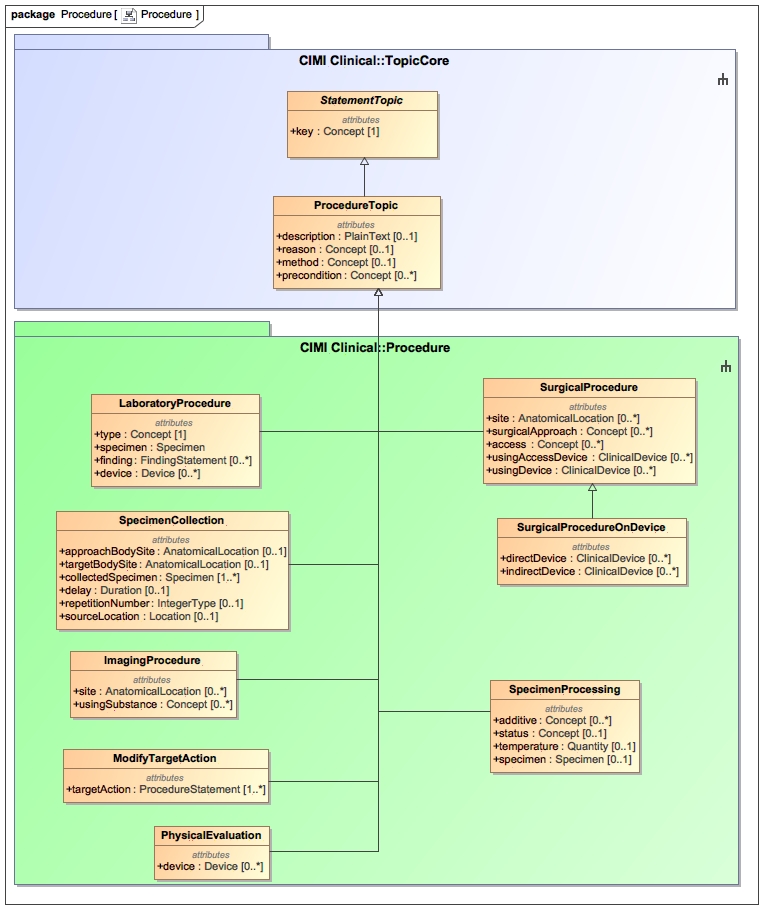 package Procedure [ Procedure ]
CIMI Clinical::TopicCore
StatementTopic
attributes
+key : Concept [1]
ProcedureTopic
attributes
+description : PlainText [0..1]
+reason : Concept [0..1]
+method : Concept [0..1]
+precondition : Concept [0..*]
CIMI Clinical::Procedure
LaboratoryProcedure
attributes
+type : Concept [1]
+specimen : Specimen
+finding : FindingStatement [0..*]
+device : Device [0..*]
SurgicalProcedure
attributes
+site : AnatomicalLocation [0..*]
+surgicalApproach : Concept [0..*]
+access : Concept [0..*]
+usingAccessDevice : ClinicalDevice [0..*]
+usingDevice : ClinicalDevice [0..*]
SpecimenCollection
attributes
+approachBodySite : AnatomicalLocation [0..1]
+targetBodySite : AnatomicalLocation [0..1]
+collectedSpecimen : Specimen [1..*]
+delay : Duration [0..1]
+repetitionNumber : IntegerType [0..1]
+sourceLocation : Location [0..1]
SurgicalProcedureOnDevice
attributes
+directDevice : ClinicalDevice [0..*]
+indirectDevice : ClinicalDevice [0..*]
ImagingProcedure
attributes
+site : AnatomicalLocation [0..*]
+usingSubstance : Concept [0..*]
SpecimenProcessing
attributes
+additive : Concept [0..*]
+status : Concept [0..1]
+temperature : Quantity [0..1]
+specimen : Specimen [0..1]
ModifyTargetAction
attributes
+targetAction : ProcedureStatement [1..*]
PhysicalEvaluation
attributes
+device : Device [0..*]